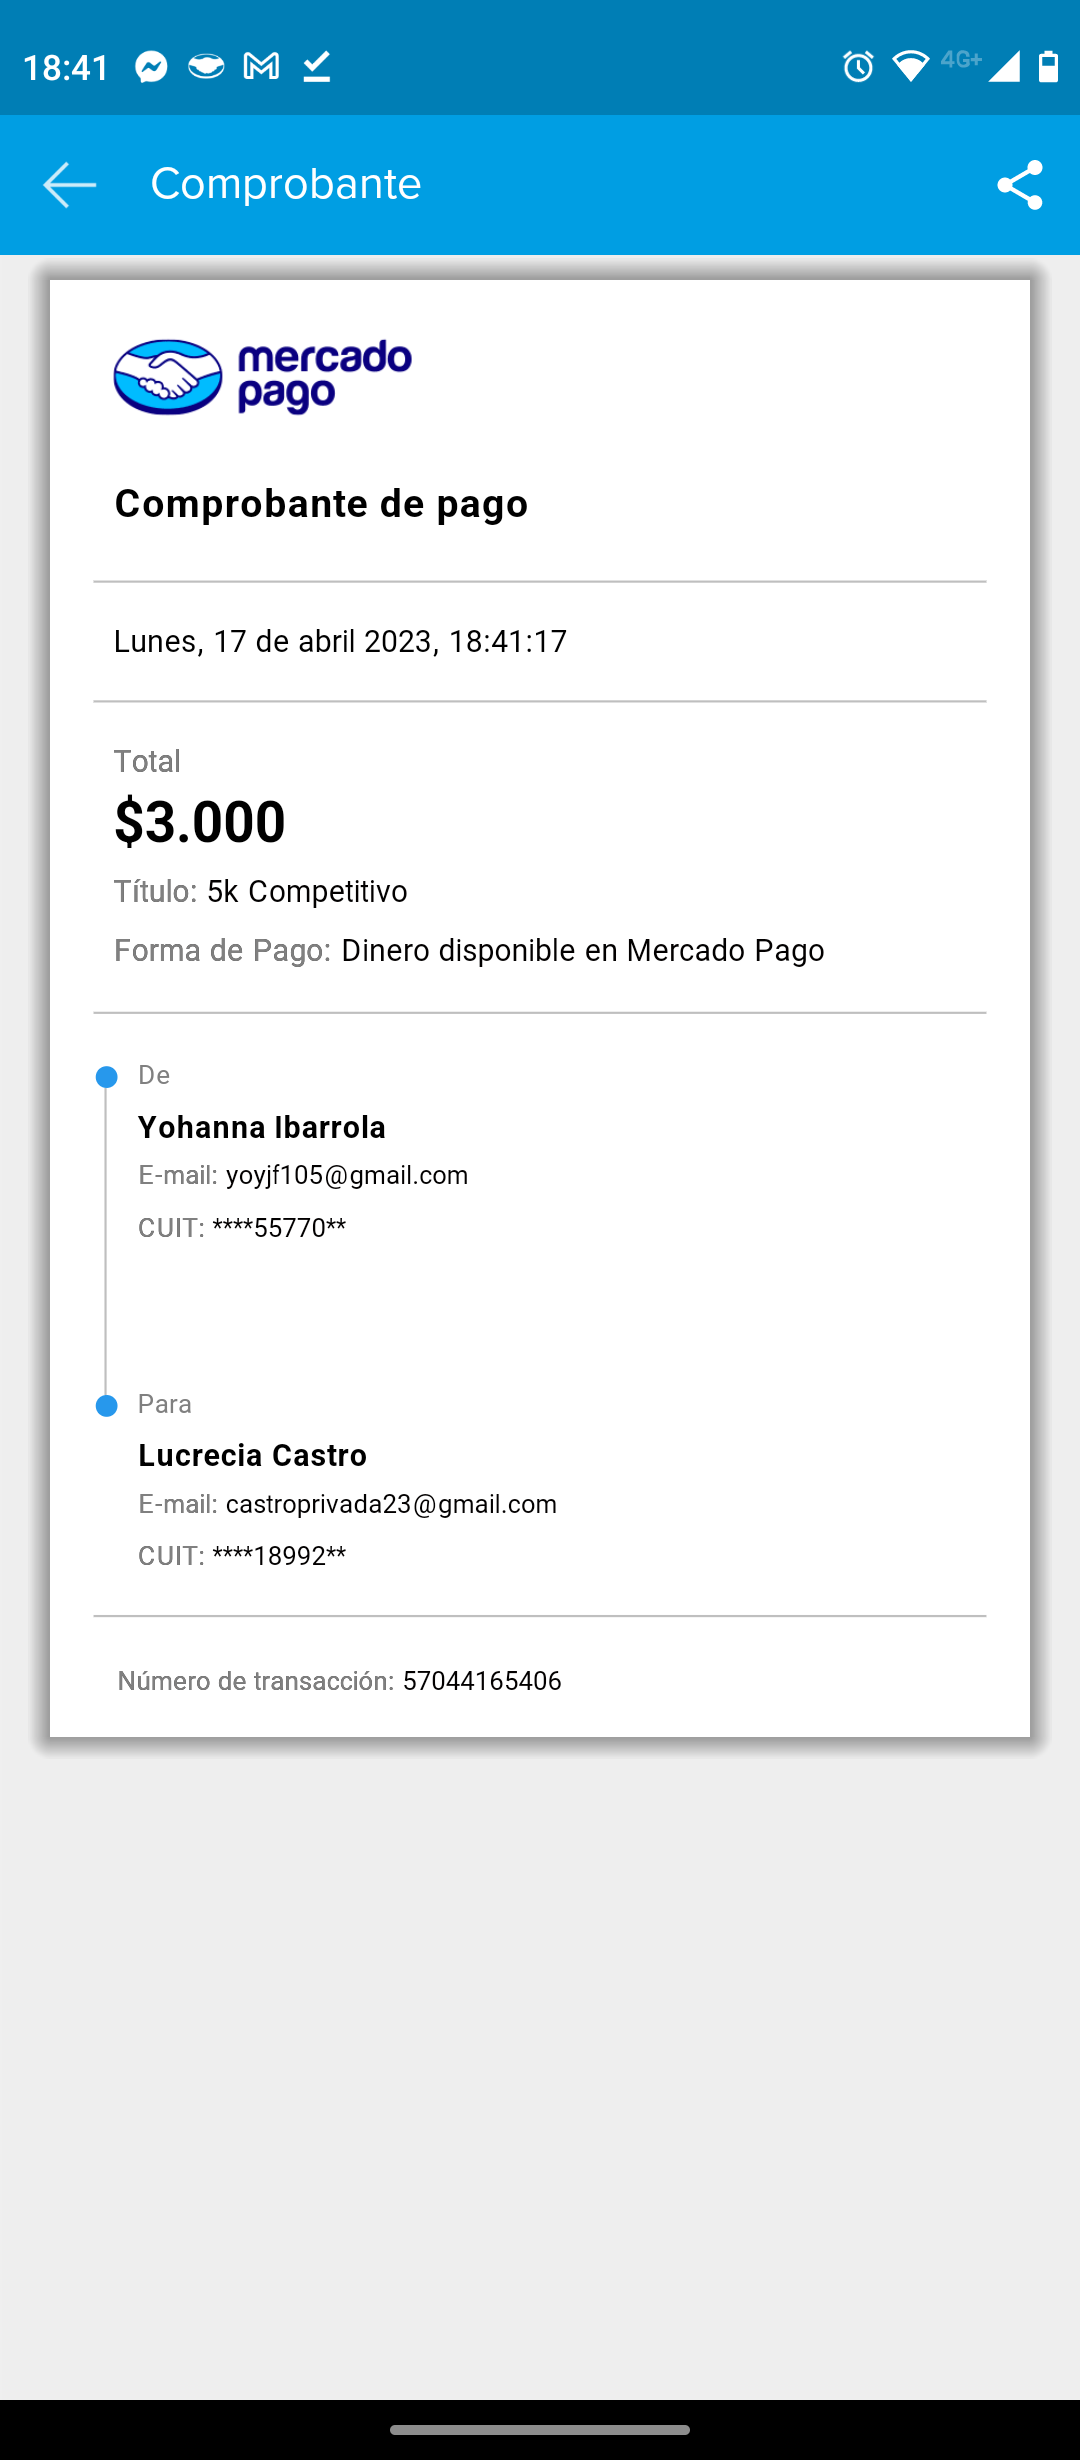 18:41
4G+
Comprobante
mercado
pago
Comprobante de pago
Lunes, 17 de abril 2023, 18:41:17
Total
$3.000
Título: 5k Competitivo
Forma de Pago: Dinero disponible en Mercado Pago
De
Yohanna Ibarrola
E-mail: yoyjf105@gmail.com
CUIT: ****55770**
Para
Lucrecia Castro
E-mail: castroprivada23@gmail.com
CUIT: ****18992**
Número de transacción: 57044165406